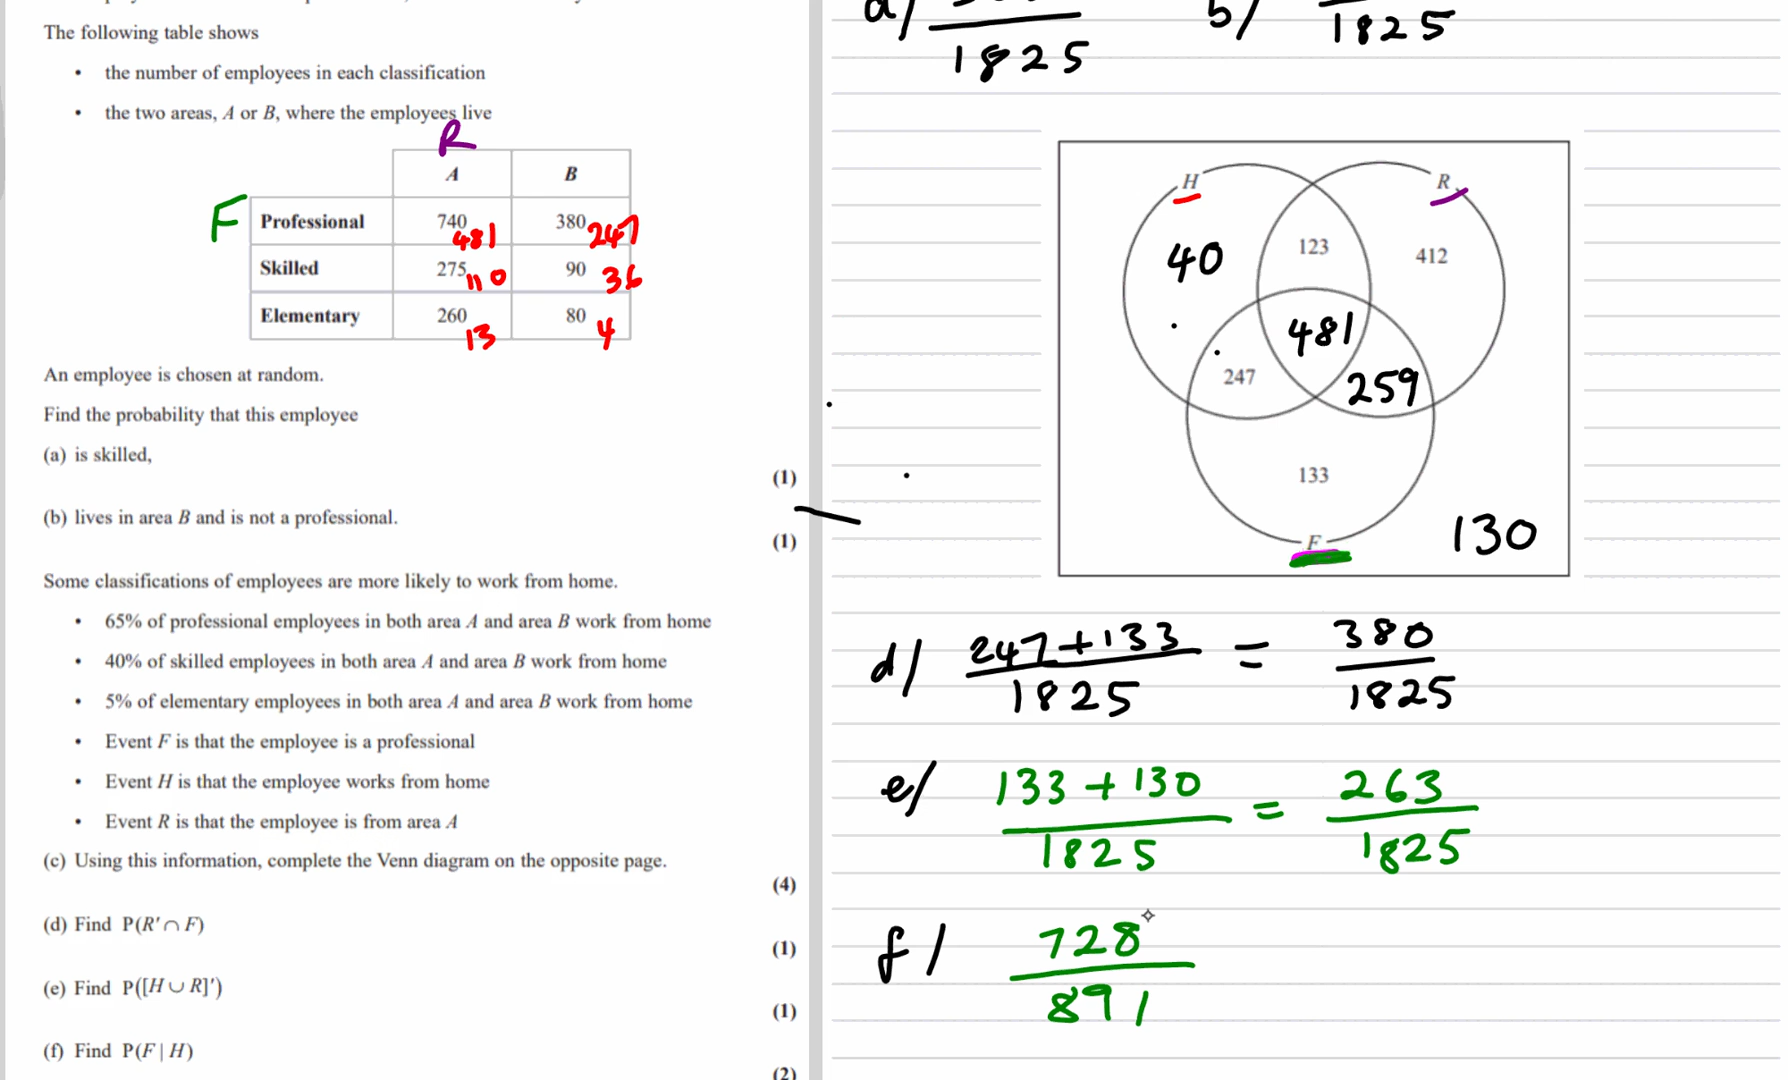 The following table shows
• the number of employees in each classification
• the two areas, A or B, where the employees live
R
A B
F Professional 740 481 380 247
Skilled 275 110 90 36
Elementary 260 13 80 4
An employee is chosen at random.
Find the probability that this employee
(a) is skilled,
(1)
(b) lives in area B and is not a professional.
(1)
Some classifications of employees are more likely to work from home.
• 65% of professional employees in both area A and area B work from home
• 40% of skilled employees in both area A and area B work from home
• 5% of elementary employees in both area A and area B work from home
• Event F is that the employee is a professional
• Event H is that the employee works from home
• Event R is that the employee is from area A
(c) Using this information, complete the Venn diagram on the opposite page.
(4)
(d) Find P(R′ ∩ F)
(1)
(e) Find P([H ∪ R]′)
(1)
(f) Find P(F | H)
(2)
a/ b/
1825 1825
H R
40 123 412
481
247 259
133
F
130
d/ 247+133 = 380
1825 1825
e/ 133 + 130 = 263
1825 1825
f/ 728
891